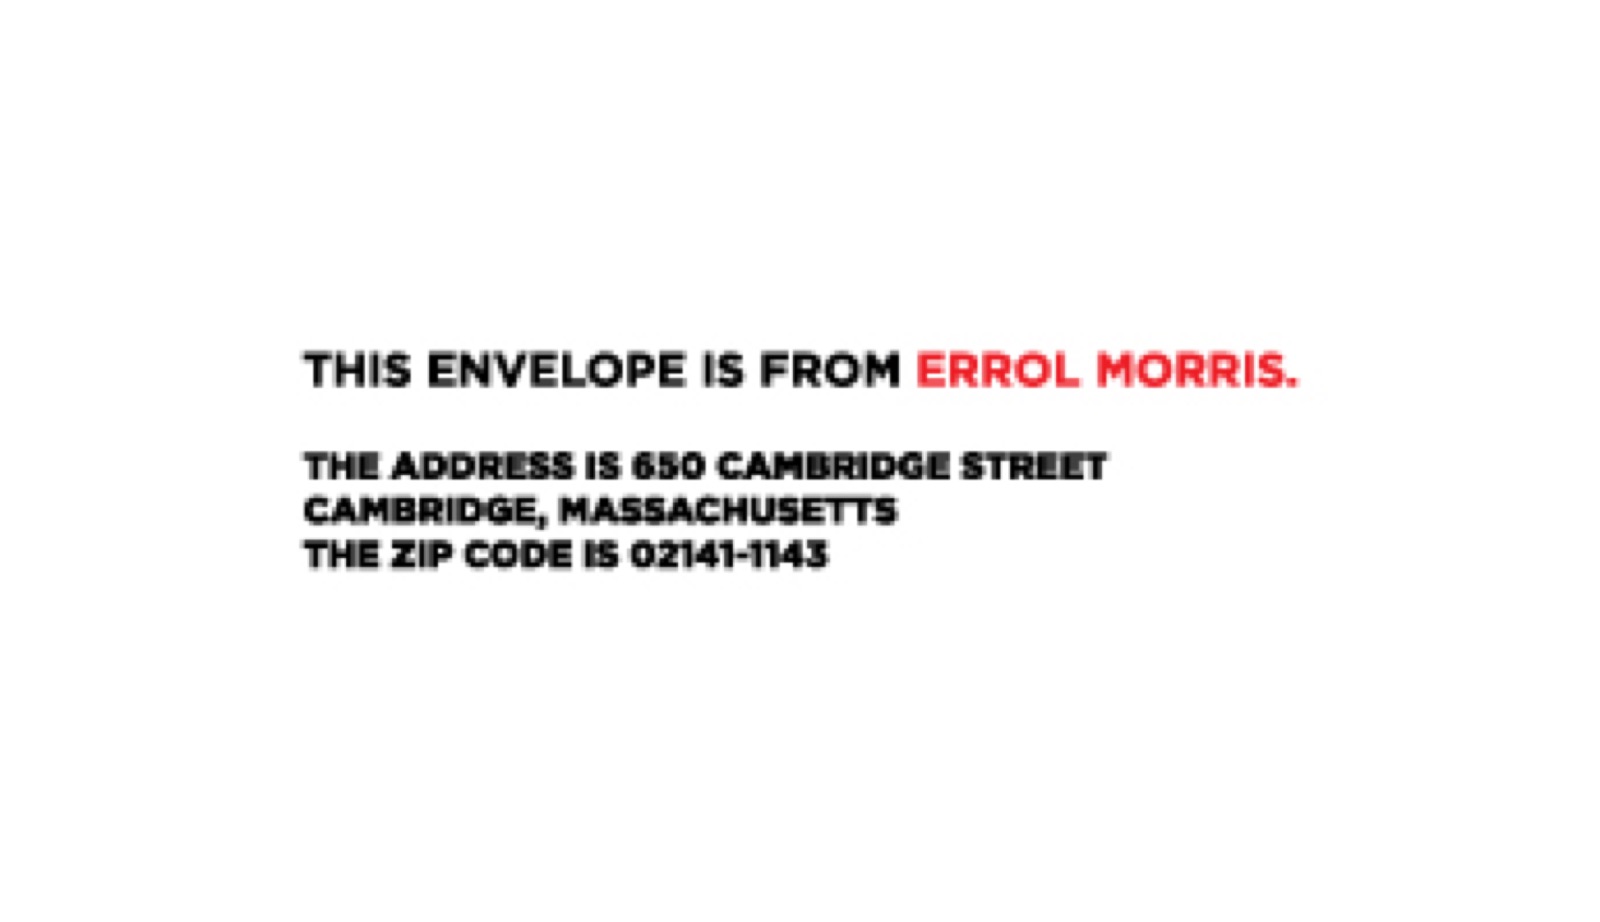 THIS ENVELOPE IS FROM ERROL MORRIS.
THE ADDRESS IS 650 CAMBRIDGE STREET
CAMBRIDGE, MASSACHUSETTS
THE ZIP CODE IS 02141-1143